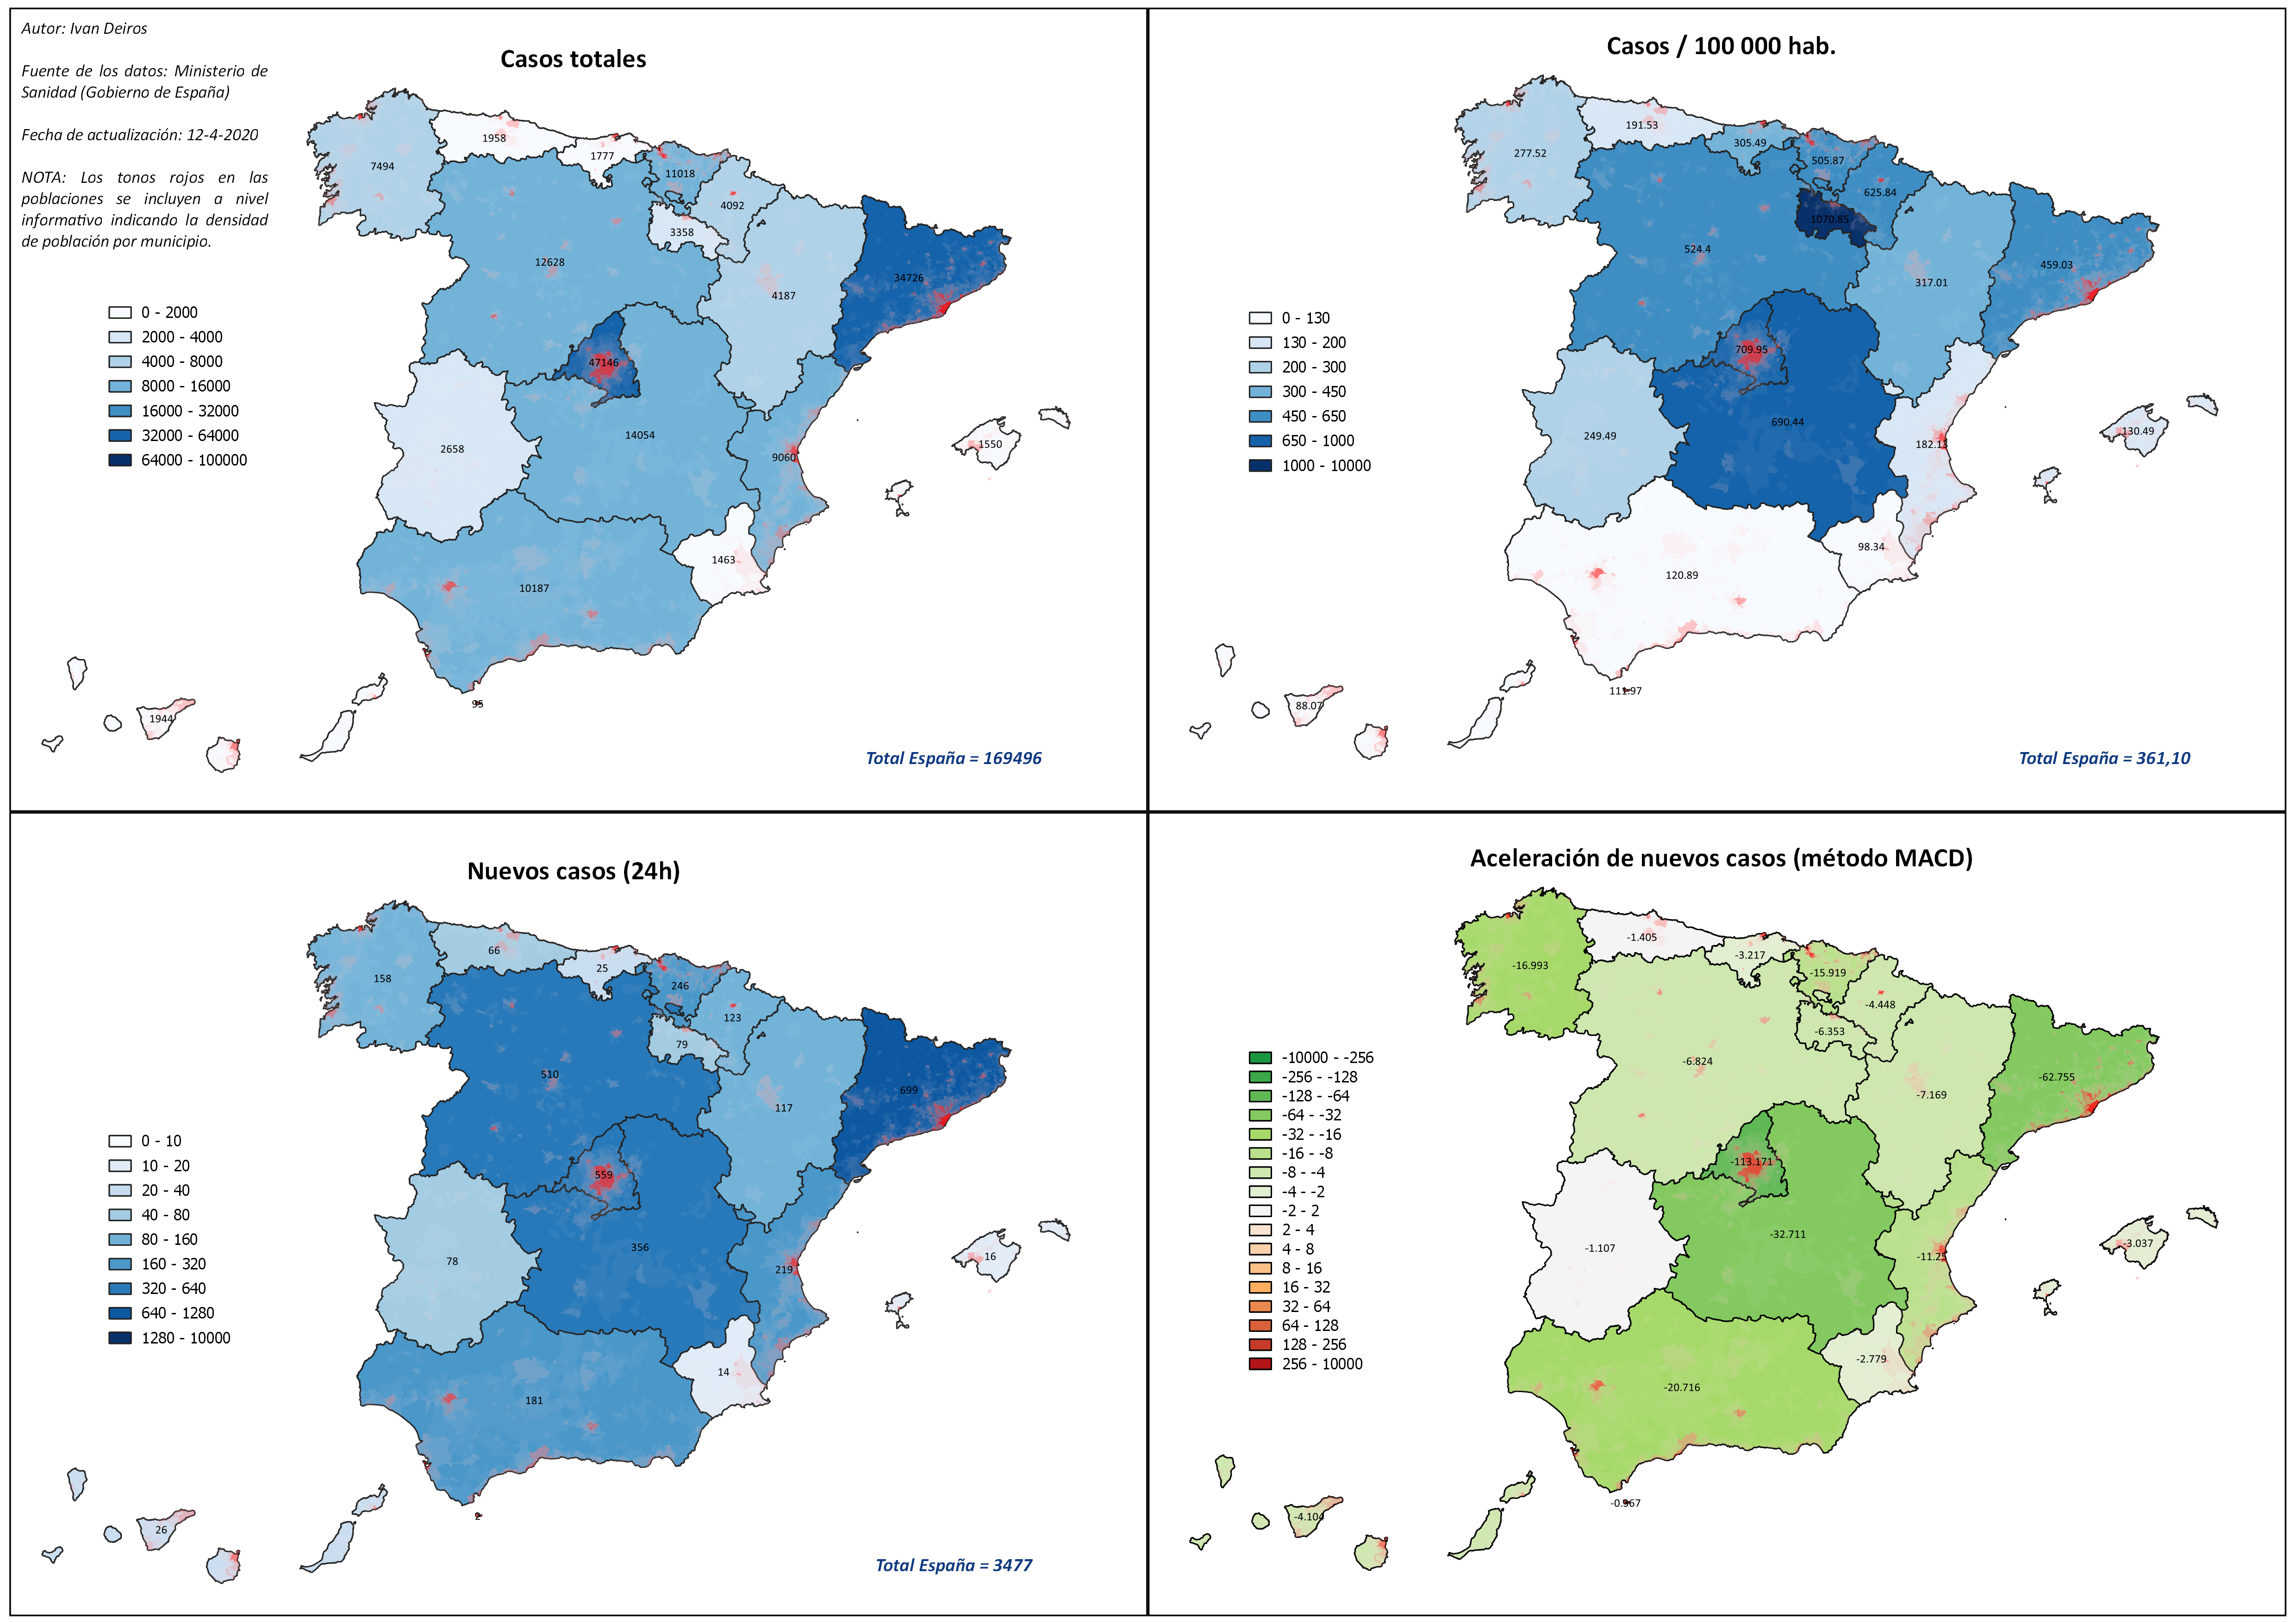 Autor: Ivan Deiros
Fuente de los datos: Ministerio de
Sanidad (Gobierno de España)
Fecha de actualización: 12-4-2020
NOTA: Los tonos rojos en las
poblaciones se incluyen a nivel
informativo indicando la densidad
de población por municipio.
Casos totales
0 - 2000
2000 - 4000
4000 - 8000
8000 - 16000
16000 - 32000
32000 - 64000
64000 - 100000
7494
1958
1777
11018
4092
3358
12628
4187
34726
47146
14054
2658
9060
1550
1463
10187
95
1944
Total España = 169496
Casos / 100 000 hab.
0 - 130
130 - 200
200 - 300
300 - 450
450 - 650
650 - 1000
1000 - 10000
277.52
191.53
305.49
505.87
625.84
1070.85
524.4
317.01
459.03
709.95
690.44
249.49
182.13
130.49
98.34
120.89
111.97
88.07
Total España = 361,10
Nuevos casos (24h)
0 - 10
10 - 20
20 - 40
40 - 80
80 - 160
160 - 320
320 - 640
640 - 1280
1280 - 10000
158
66
25
246
123
79
510
117
699
559
356
78
219
16
14
181
2
26
Total España = 3477
Aceleración de nuevos casos (método MACD)
-10000 - -256
-256 - -128
-128 - -64
-64 - -32
-32 - -16
-16 - -8
-8 - -4
-4 - -2
-2 - 2
2 - 4
4 - 8
8 - 16
16 - 32
32 - 64
64 - 128
128 - 256
256 - 10000
-16.993
-1.405
-3.217
-15.919
-4.448
-6.353
-6.824
-7.169
-62.755
-113.171
-32.711
-1.107
-11.25
-3.037
-2.779
-20.716
-0.367
-4.104